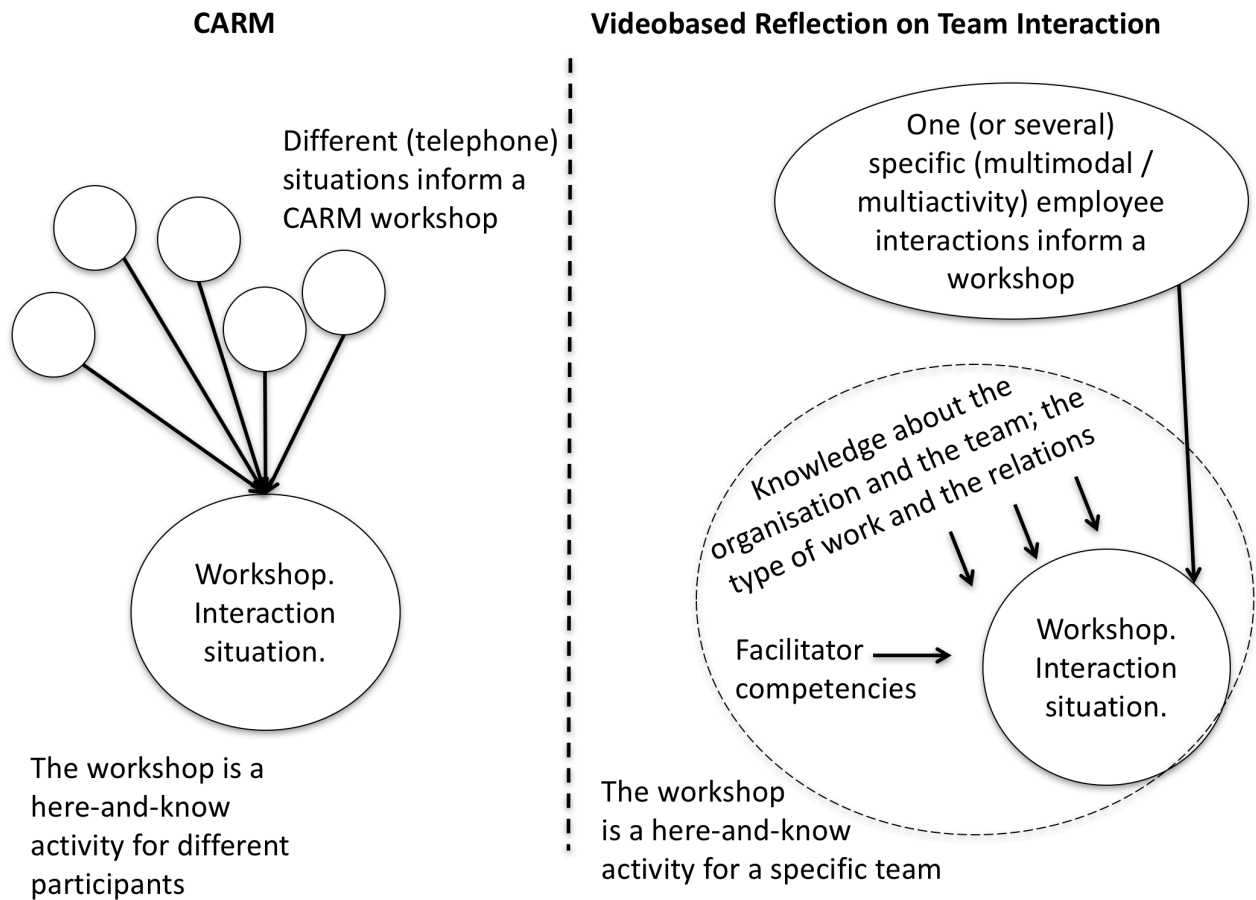 CARM
Different (telephone)
situations inform a
CARM workshop
Workshop.
Interaction
situation.
The workshop is a
here-and-know
activity for different
participants
Videobased Reflection on Team Interaction
One (or several)
specific (multimodal /
multiactivity) employee
interactions inform a
workshop
Knowledge about the
organisation and the team; the
type of work and the relations
Facilitator
competencies
Workshop.
Interaction
situation.
The workshop
is a here-and-know
activity for a specific team